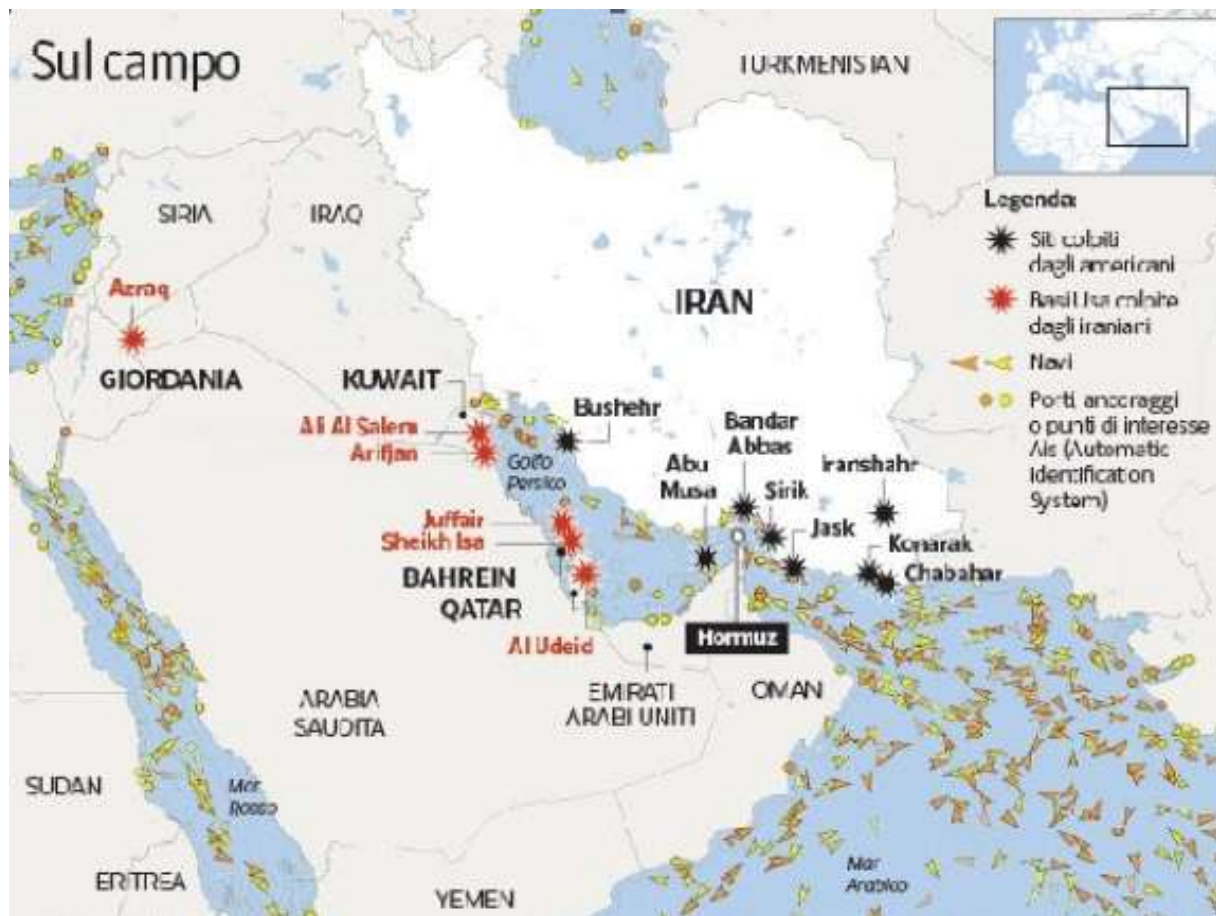 Sul campo
TURKMENISTAN
SIRIA
IRAQ
Azraq
GIORDANIA
IRAN
KUWAIT
Ali Al Salem
Arifjan
Golfo
Persico
Bushehr
Bandar
Abbas
Abu
Musa
Sirik
Iranshahr
Jask
Konarak
Chabahar
Juffair
Sheikh Isa
BAHREIN
QATAR
Al Udeid
Hormuz
EMIRATI
ARABI UNITI
OMAN
ARABIA
SAUDITA
SUDAN
Mar
Rosso
ERITREA
YEMEN
Mar
Arabico
Legenda:
Siti colpiti
dagli americani
Basi Usa colpite
dagli iraniani
Navi
Porti, ancoraggi
o punti di interesse
Ais (Automatic
Identification
System)